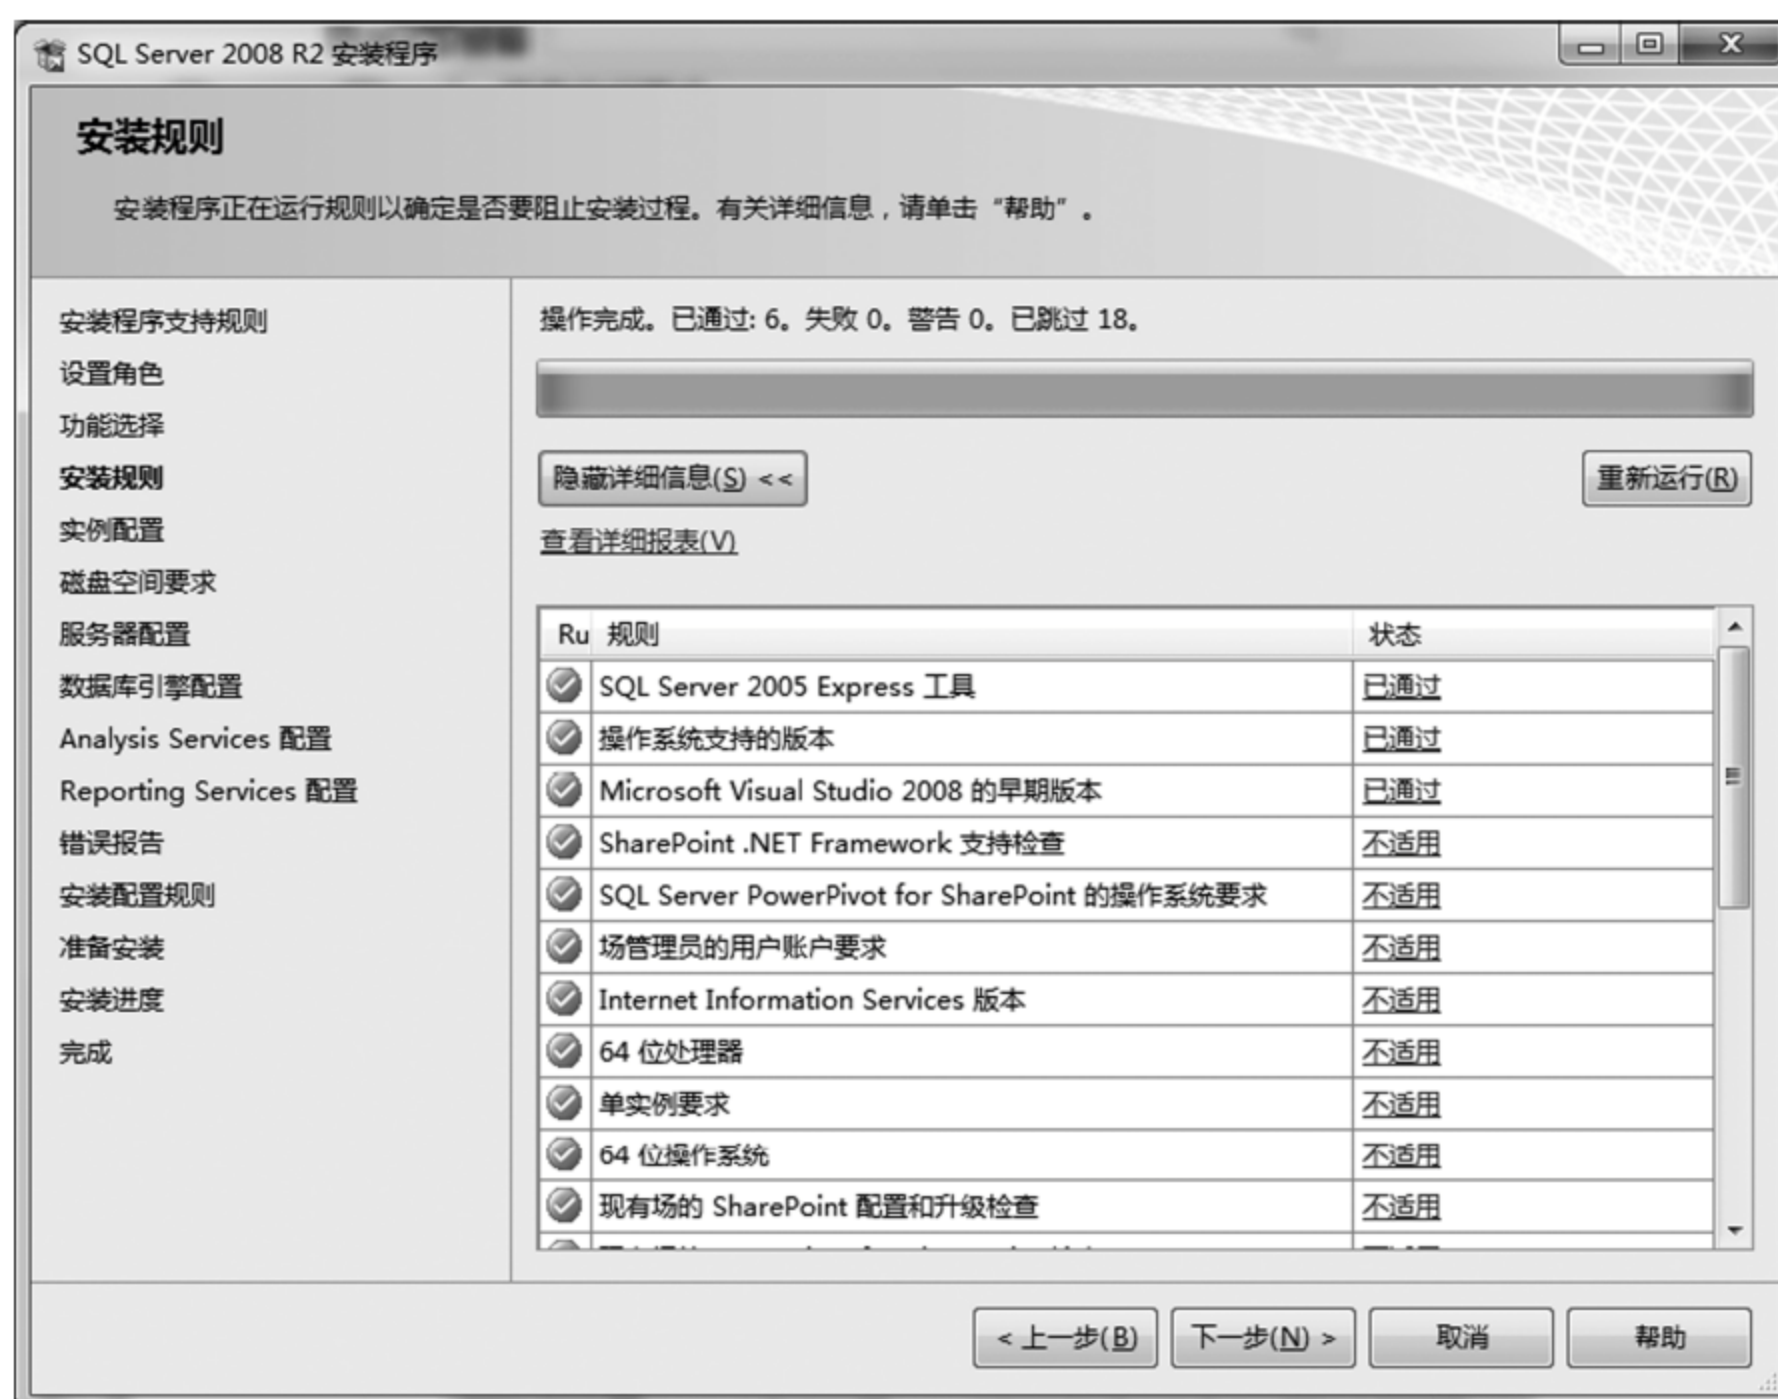 SQL Server 2008 R2 安装程序
安装规则
安装程序正在运行规则以确定是否要阻止安装过程。有关详细信息，请单击“帮助”。
安装程序支持规则
设置角色
功能选择
安装规则
实例配置
磁盘空间要求
服务器配置
数据库引擎配置
Analysis Services 配置
Reporting Services 配置
错误报告
安装配置规则
准备安装
安装进度
完成
操作完成。已通过: 6。失败 0。警告 0。已跳过 18。
隐藏详细信息(S) <<
重新运行(R)
查看详细报表(V)
Ru 规则 状态
SQL Server 2005 Express 工具 已通过
操作系统支持的版本 已通过
Microsoft Visual Studio 2008 的早期版本 已通过
SharePoint .NET Framework 支持检查 不适用
SQL Server PowerPivot for SharePoint 的操作系统要求 不适用
场管理员的用户账户要求 不适用
Internet Information Services 版本 不适用
64 位处理器 不适用
单实例要求 不适用
64 位操作系统 不适用
现有场的 SharePoint 配置和升级检查 不适用
< 上一步(B) 下一步(N) > 取消 帮助